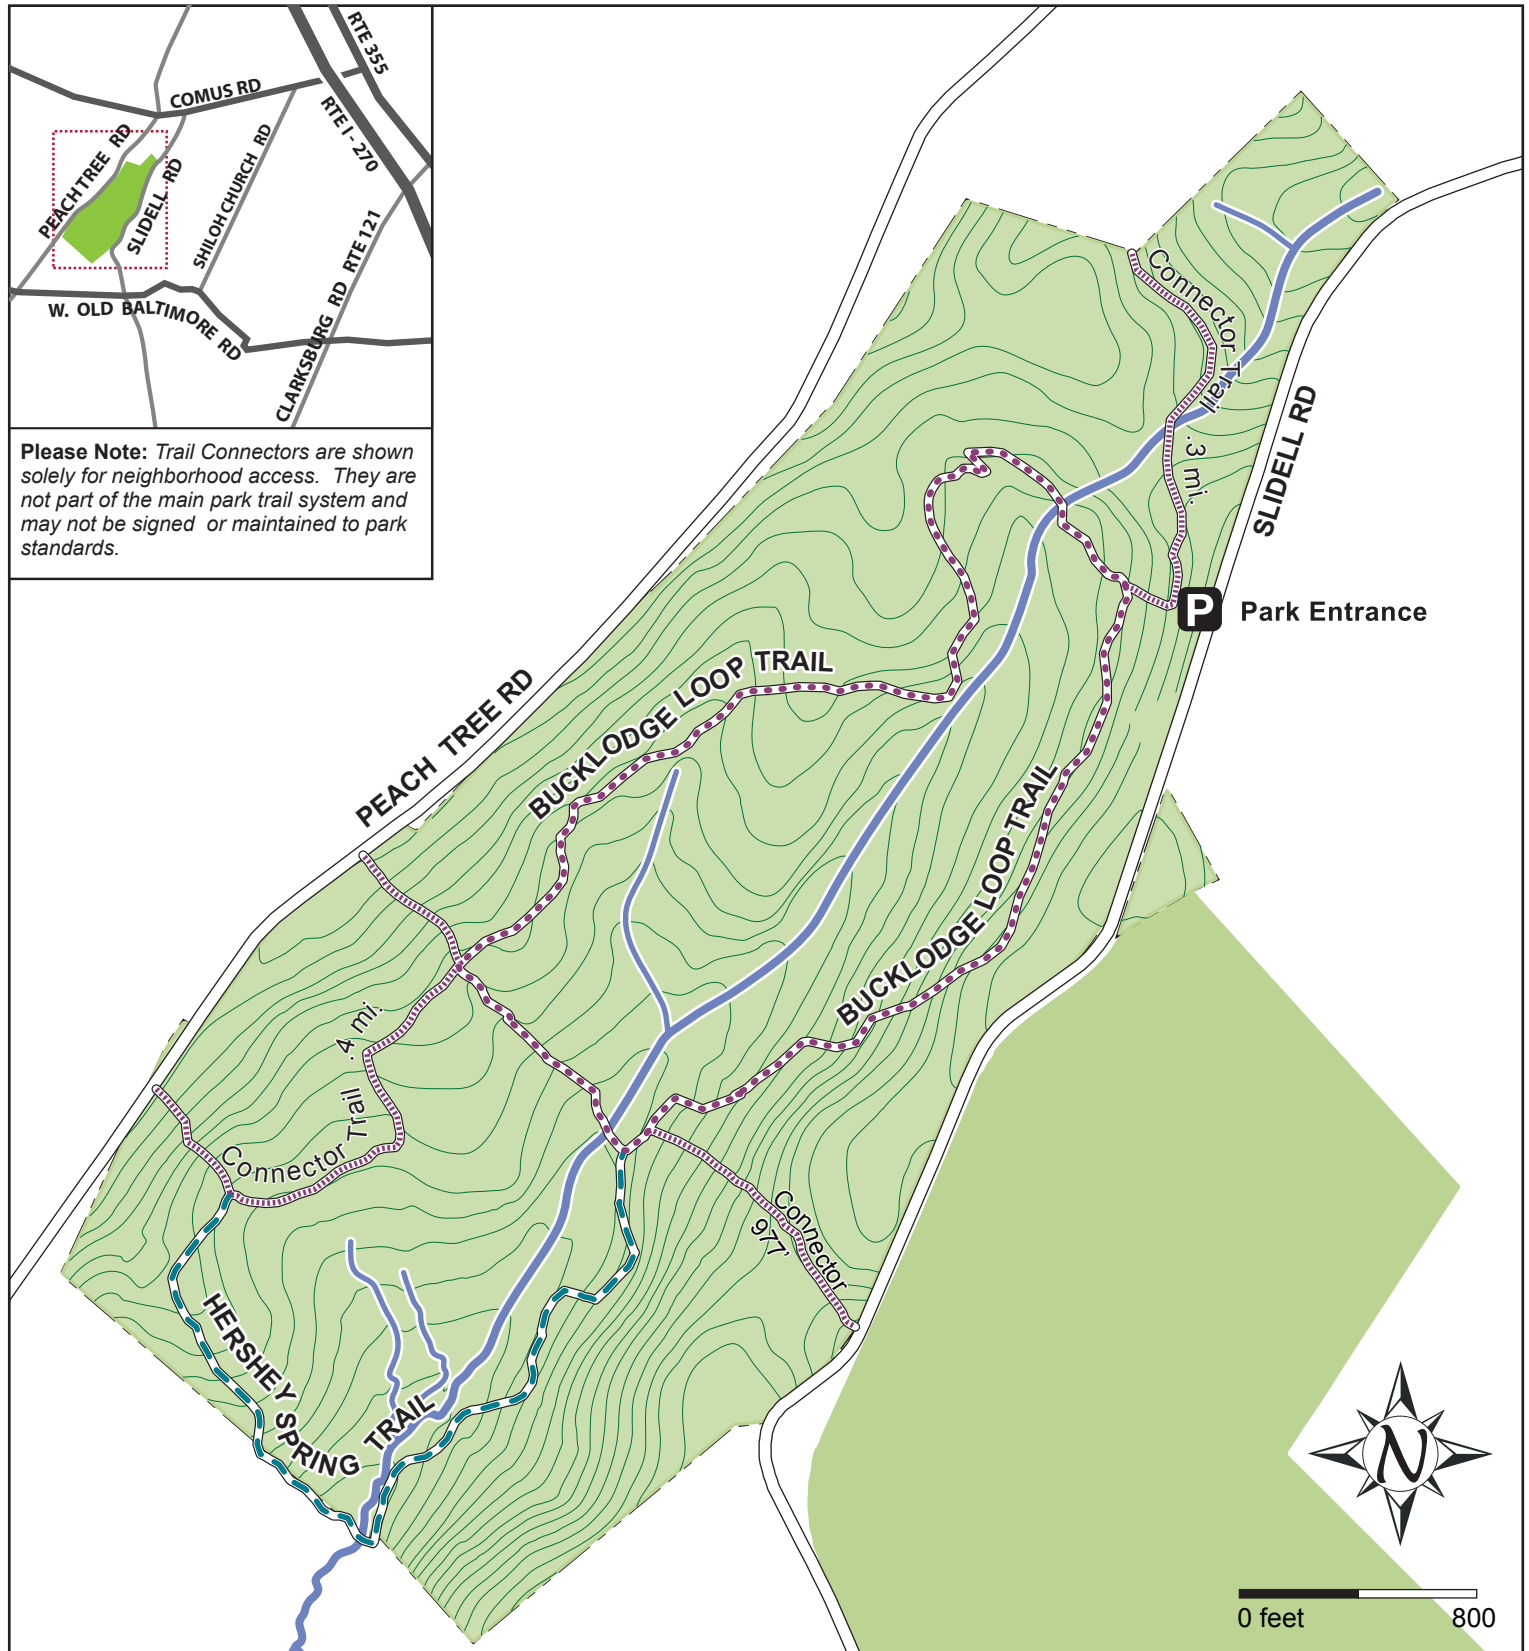 RTE 355
COMUS RD
RTE I - 270
PEACH TREE RD
SLIDELL RD
SHILOH CHURCH RD
CLARKSBURG RD RTE 121
W. OLD BALTIMORE RD
Please Note: Trail Connectors are shown
solely for neighborhood access. They are
not part of the main park trail system and
may not be signed or maintained to park
standards.
Connector Trail
.3 mi.
SLIDELL RD
P Park Entrance
PEACH TREE RD
BUCKLODGE LOOP TRAIL
BUCKLODGE LOOP TRAIL
.4 mi.
Connector Trail
Connector
977'
HERSHEY SPRING TRAIL
N
0 feet 800